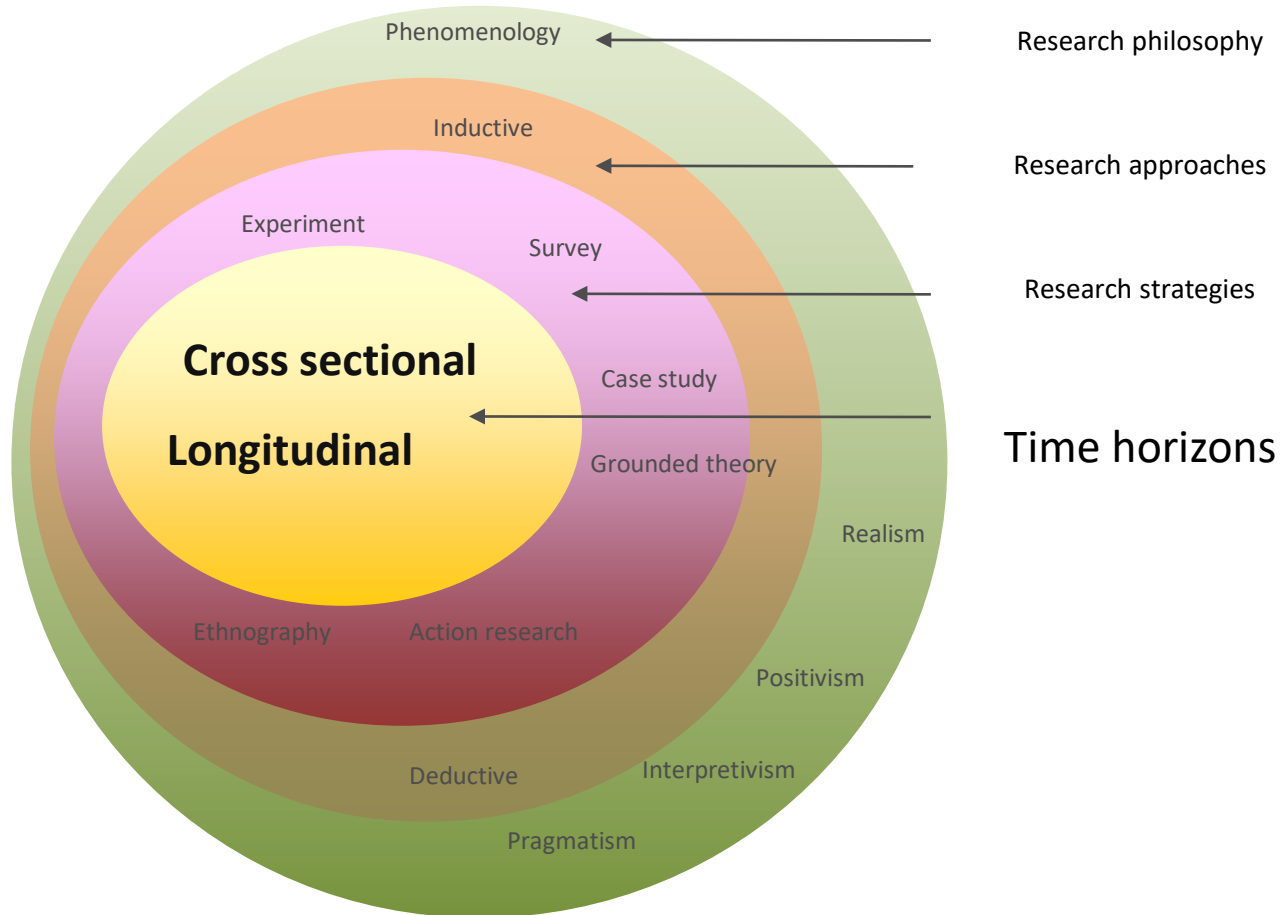 Phenomenology
Research philosophy
Inductive
Research approaches
Experiment
Survey
Research strategies
Cross sectional
Case study
Longitudinal
Time horizons
Grounded theory
Realism
Ethnography
Action research
Positivism
Deductive
Interpretivism
Pragmatism